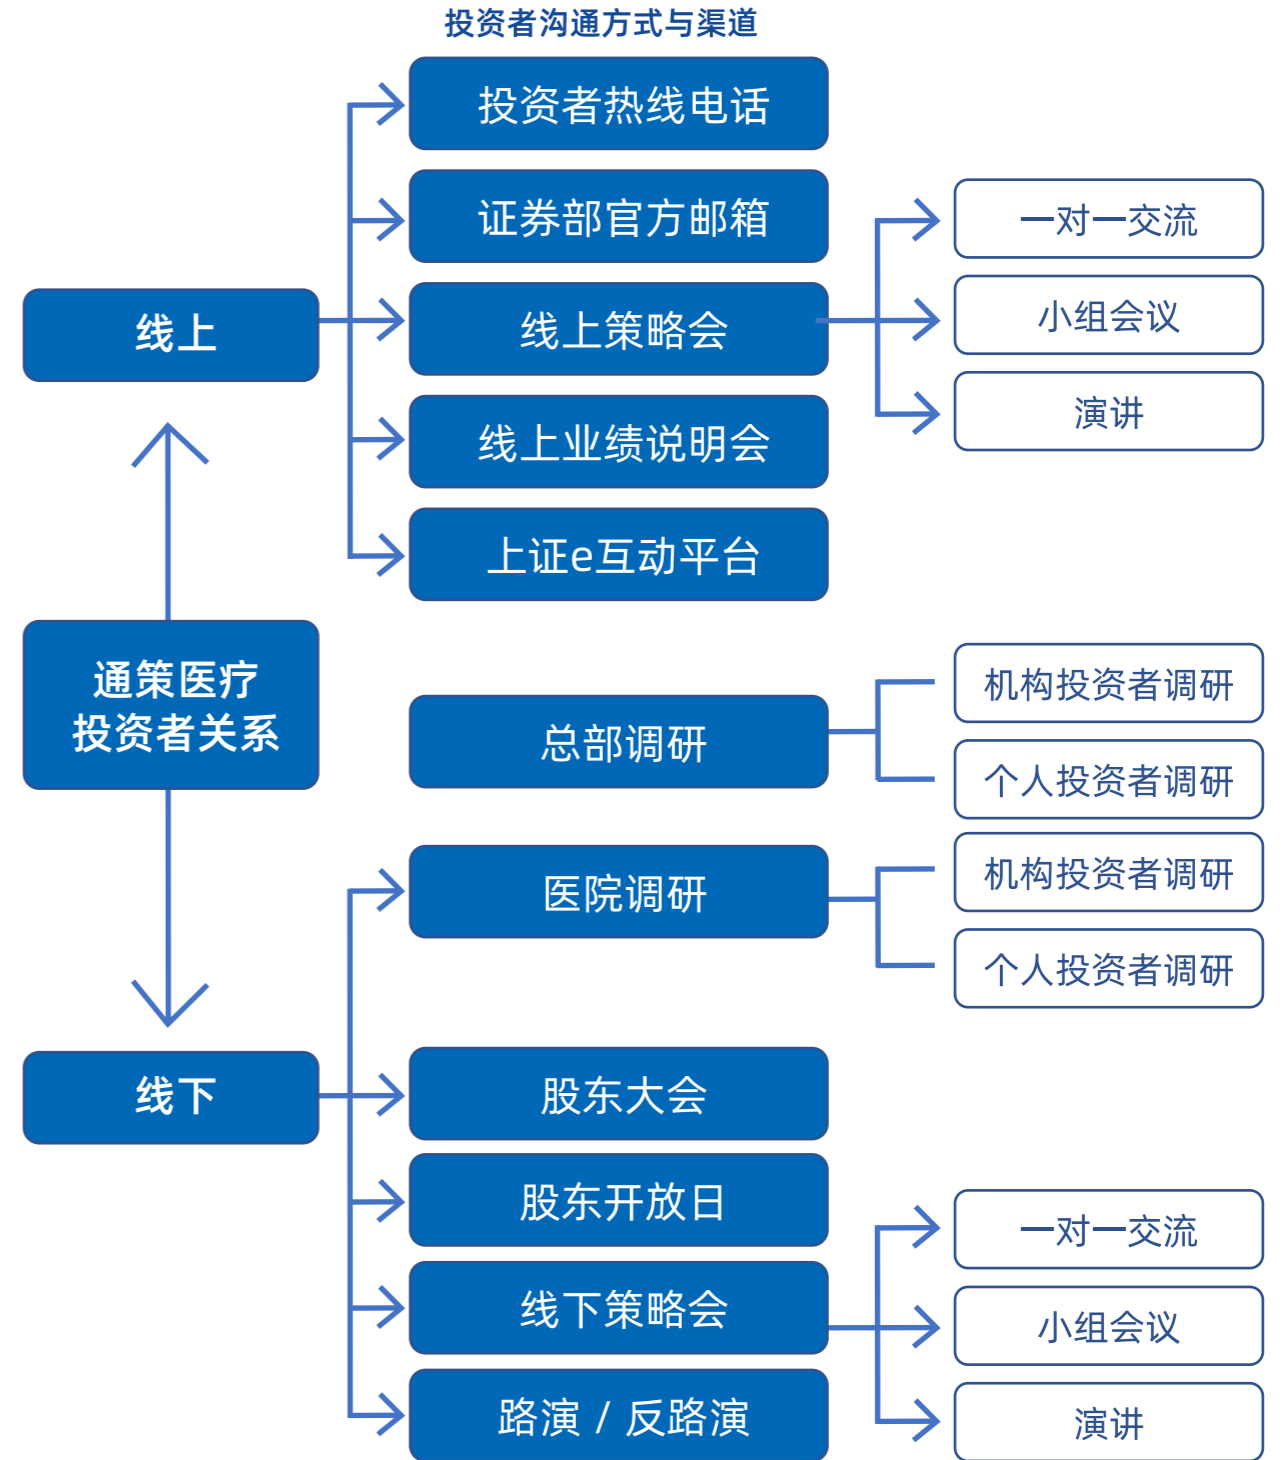 投资者沟通方式与渠道
投资者热线电话
证券部官方邮箱
线上策略会
线上业绩说明会
上证e互动平台
线上
一对一交流
小组会议
演讲
通策医疗
投资者关系
总部调研
机构投资者调研
个人投资者调研
医院调研
机构投资者调研
个人投资者调研
线下
股东大会
股东开放日
线下策略会
路演 / 反路演
一对一交流
小组会议
演讲